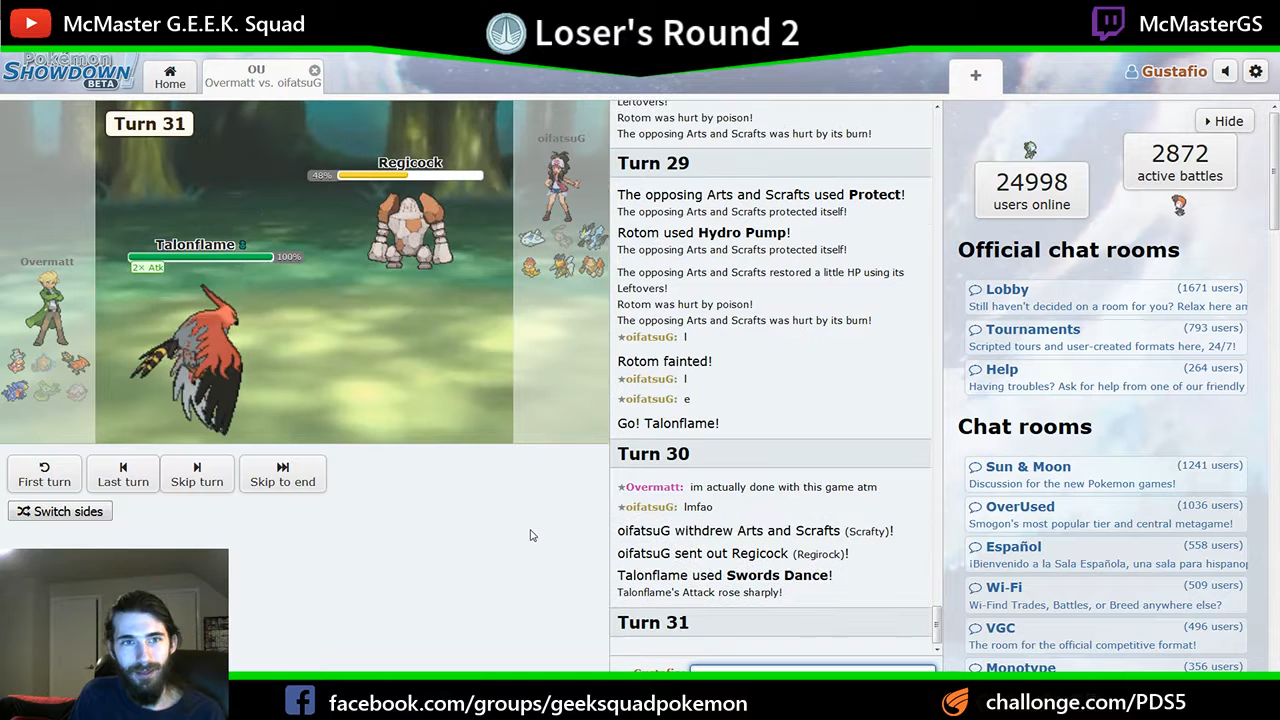 McMaster G.E.E.K. Squad
Loser's Round 2
McMasterGS
Pokémon
SHOWDOWN
BETA
Home
OU
Overmatt vs. oifatsuG
+
Gustafio
Turn 31
oifatsuG
Regicock
48%
Talonflame
100%
2× Atk
Overmatt
First turn
Last turn
Skip turn
Skip to end
Switch sides
Leftovers!
Rotom was hurt by poison!
The opposing Arts and Scrafts was hurt by its burn!
Turn 29
The opposing Arts and Scrafts used Protect!
The opposing Arts and Scrafts protected itself!
Rotom used Hydro Pump!
The opposing Arts and Scrafts protected itself!
The opposing Arts and Scrafts restored a little HP using its
Leftovers!
Rotom was hurt by poison!
The opposing Arts and Scrafts was hurt by its burn!
★oifatsuG: l
Rotom fainted!
★oifatsuG: l
★oifatsuG: e
Go! Talonflame!
Turn 30
★Overmatt: im actually done with this game atm
★oifatsuG: lmfao
oifatsuG withdrew Arts and Scrafts (Scrafty)!
oifatsuG sent out Regicock (Regirock)!
Talonflame used Swords Dance!
Talonflame's Attack rose sharply!
Turn 31
Hide
24998
users online
2872
active battles
Official chat rooms
Lobby (1671 users)
Still haven't decided on a room for you? Relax here am
Tournaments (793 users)
Scripted tours and user-created formats here, 24/7!
Help (264 users)
Having troubles? Ask for help from one of our friendly
Chat rooms
Sun & Moon (1241 users)
Discussion for the new Pokemon games!
OverUsed (1036 users)
Smogon's most popular tier and central metagame!
Español (558 users)
¡Bienvenido a la Sala Española, una sala para hispano
Wi-Fi (509 users)
Wi-Find Trades, Battles, or Breed anywhere else?
VGC (496 users)
The room for the official competitive format!
Monotype (356 users)
facebook.com/groups/geeksquadpokemon
challonge.com/PDS5